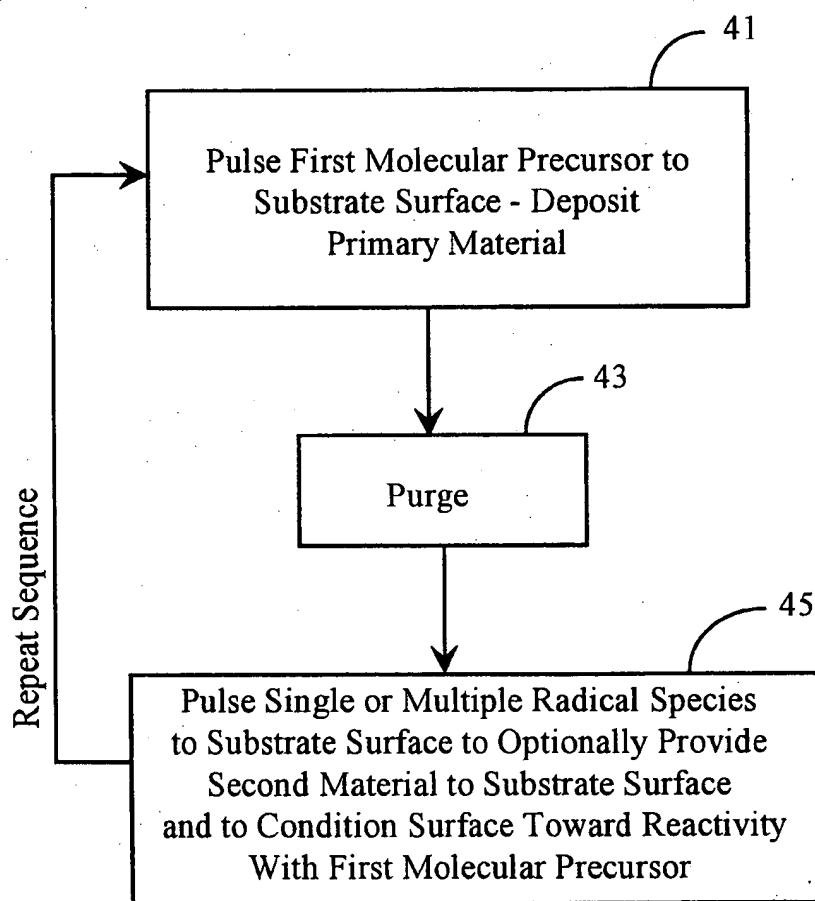 41
Pulse First Molecular Precursor to
Substrate Surface - Deposit
Primary Material
43
Purge
Repeat Sequence
45
Pulse Single or Multiple Radical Species
to Substrate Surface to Optionally Provide
Second Material to Substrate Surface
and to Condition Surface Toward Reactivity
With First Molecular Precursor